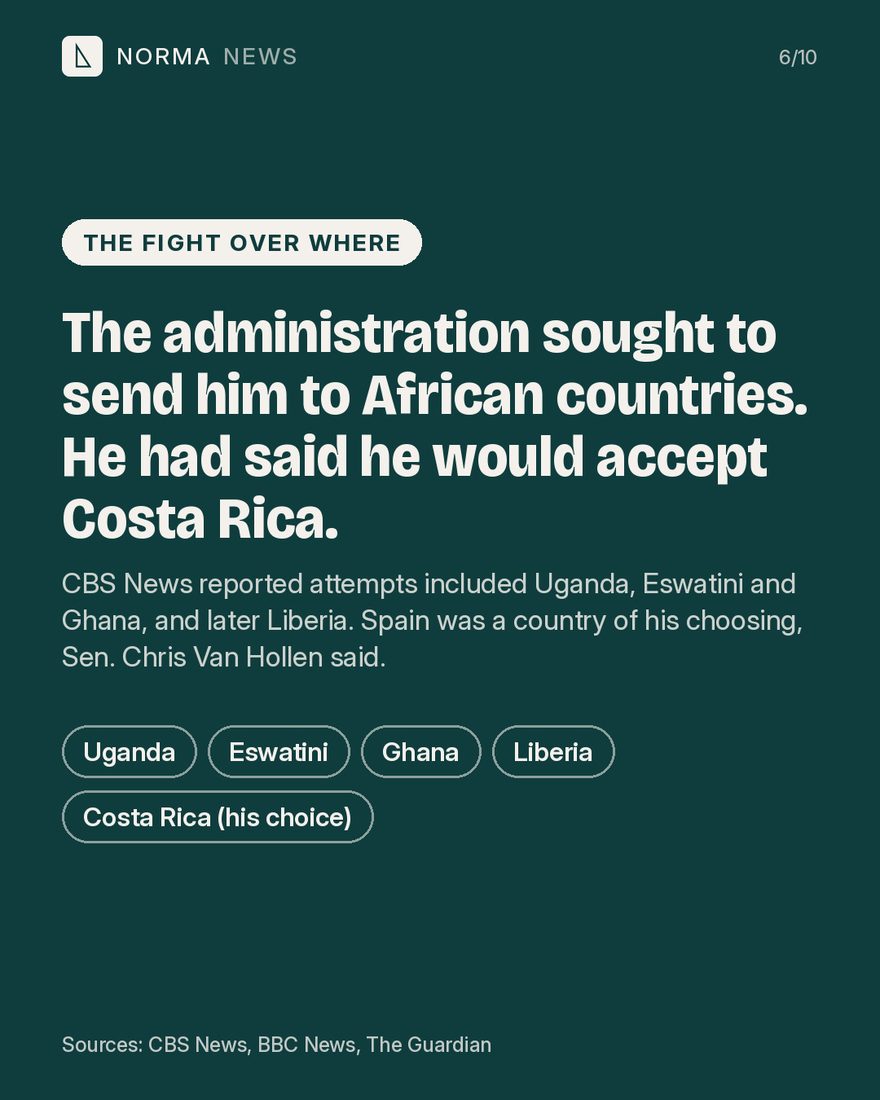 NORMA NEWS
6/10
THE FIGHT OVER WHERE
The administration sought to
send him to African countries.
He had said he would accept
Costa Rica.
CBS News reported attempts included Uganda, Eswatini and
Ghana, and later Liberia. Spain was a country of his choosing,
Sen. Chris Van Hollen said.
Uganda Eswatini Ghana Liberia
Costa Rica (his choice)
Sources: CBS News, BBC News, The Guardian